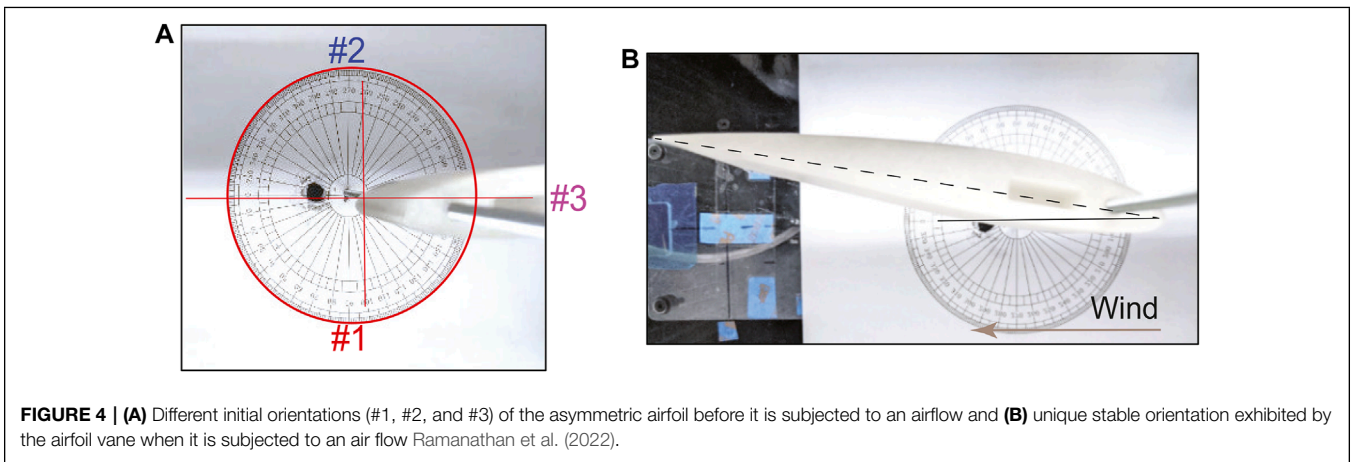 A
#2
#3
#1
B
Wind
FIGURE 4 | (A) Different initial orientations (#1, #2, and #3) of the asymmetric airfoil before it is subjected to an airflow and (B) unique stable orientation exhibited by
the airfoil vane when it is subjected to an air flow Ramanathan et al. (2022).